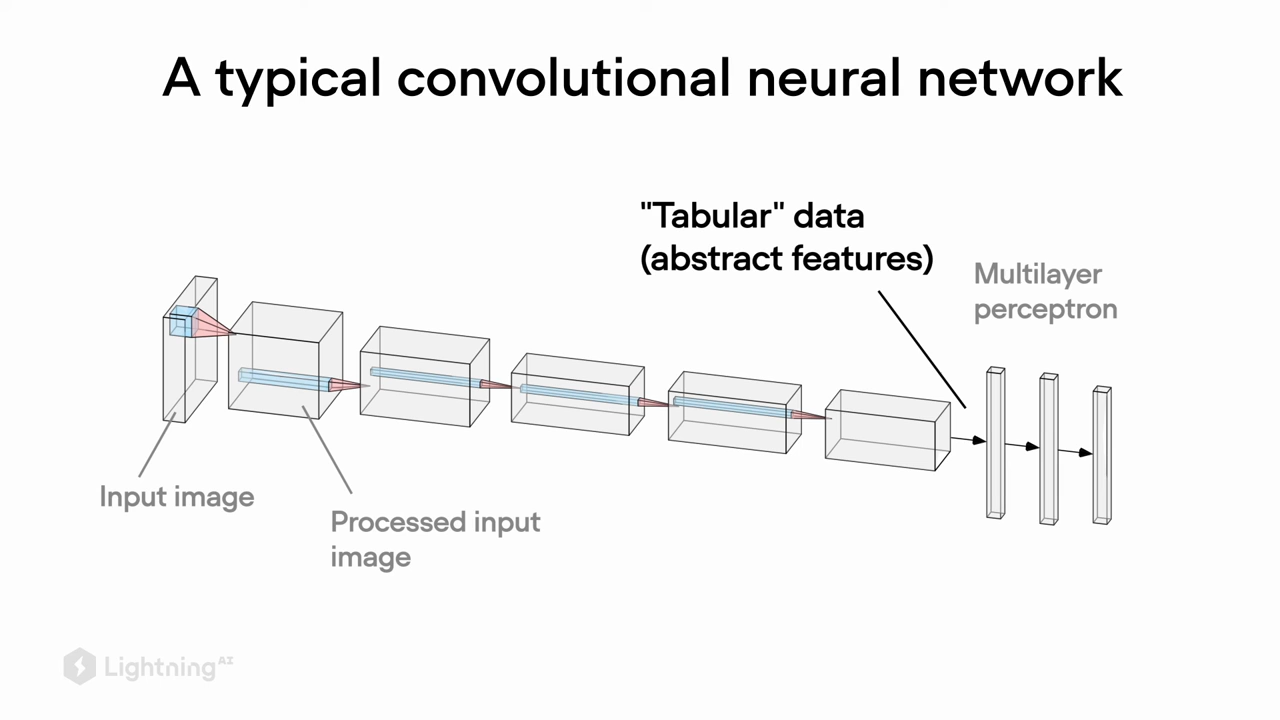 A typical convolutional neural network
"Tabular" data
(abstract features)
Multilayer
perceptron
Input image
Processed input
image
Lightning AI